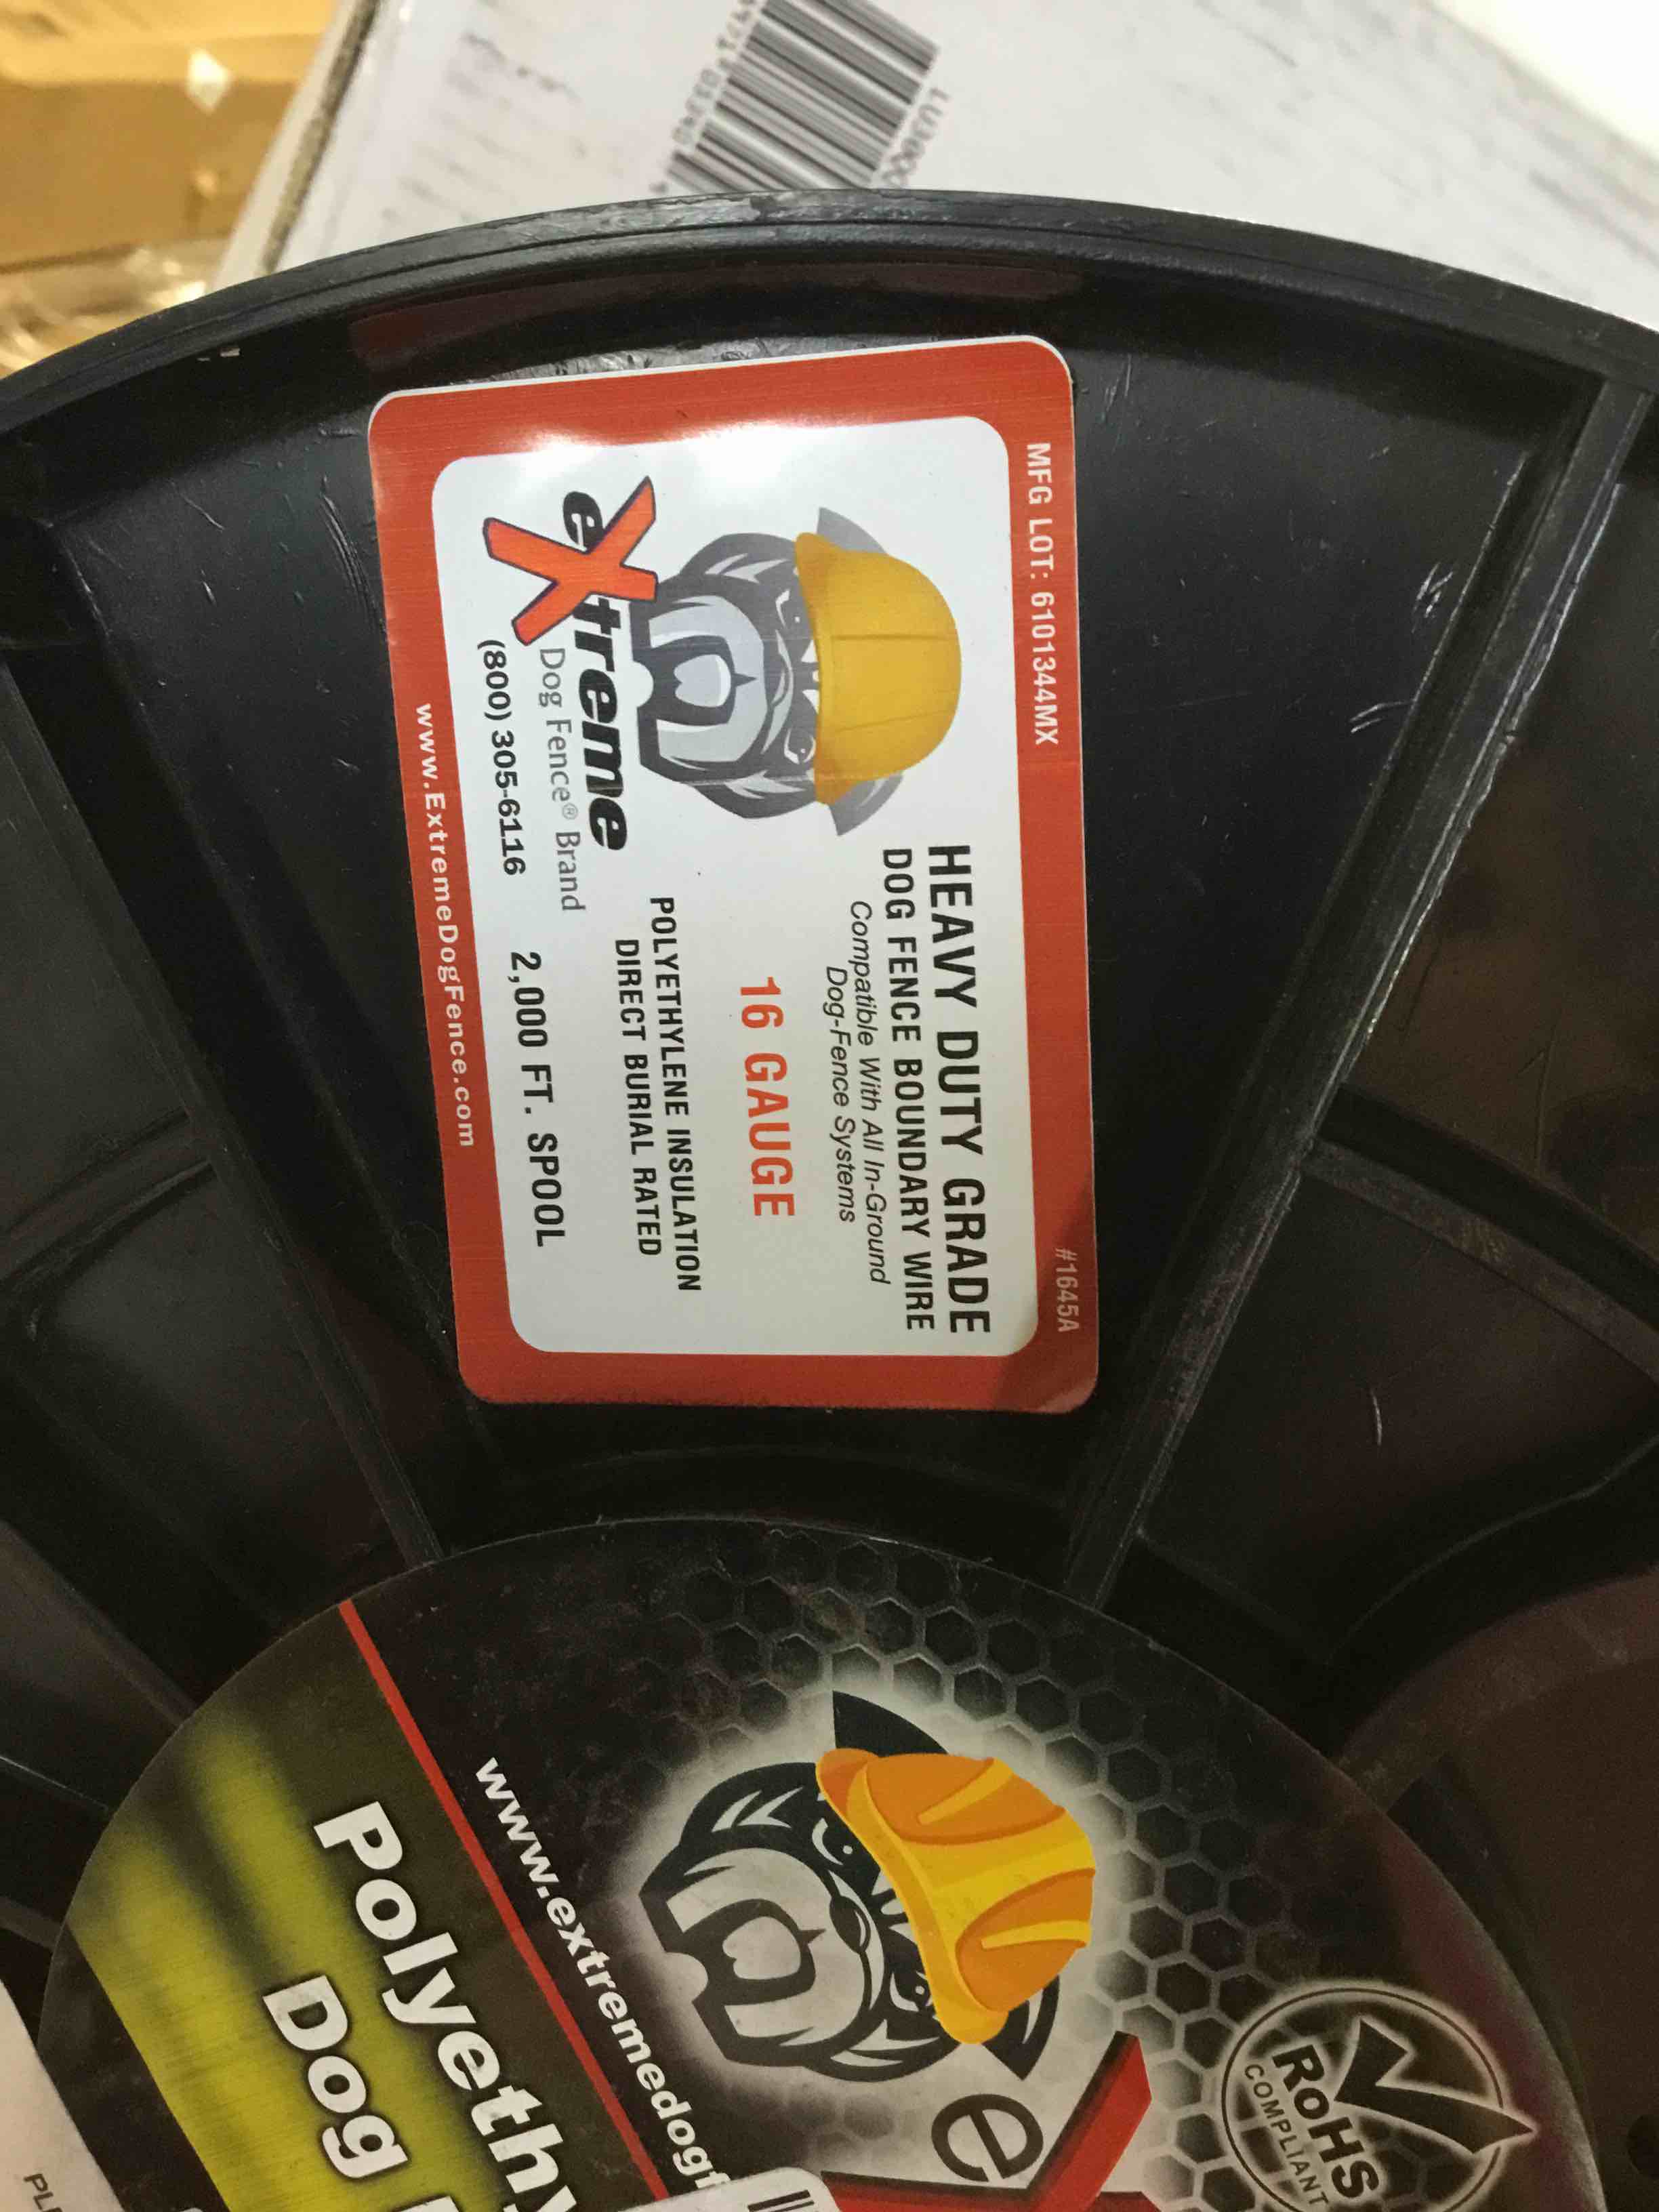 MFG LOT: 6101344MX
#1645A
HEAVY DUTY GRADE
DOG FENCE BOUNDARY WIRE
Compatible With All In-Ground
Dog-Fence Systems
16 GAUGE
POLYETHYLENE INSULATION
DIRECT BURIAL RATED
eXtreme
Dog Fence® Brand
(800) 305-6116
2,000 FT. SPOOL
www.ExtremeDogFence.com
RoHS
COMPLIANT
e
www.extremedogf
Polyethy
Dog